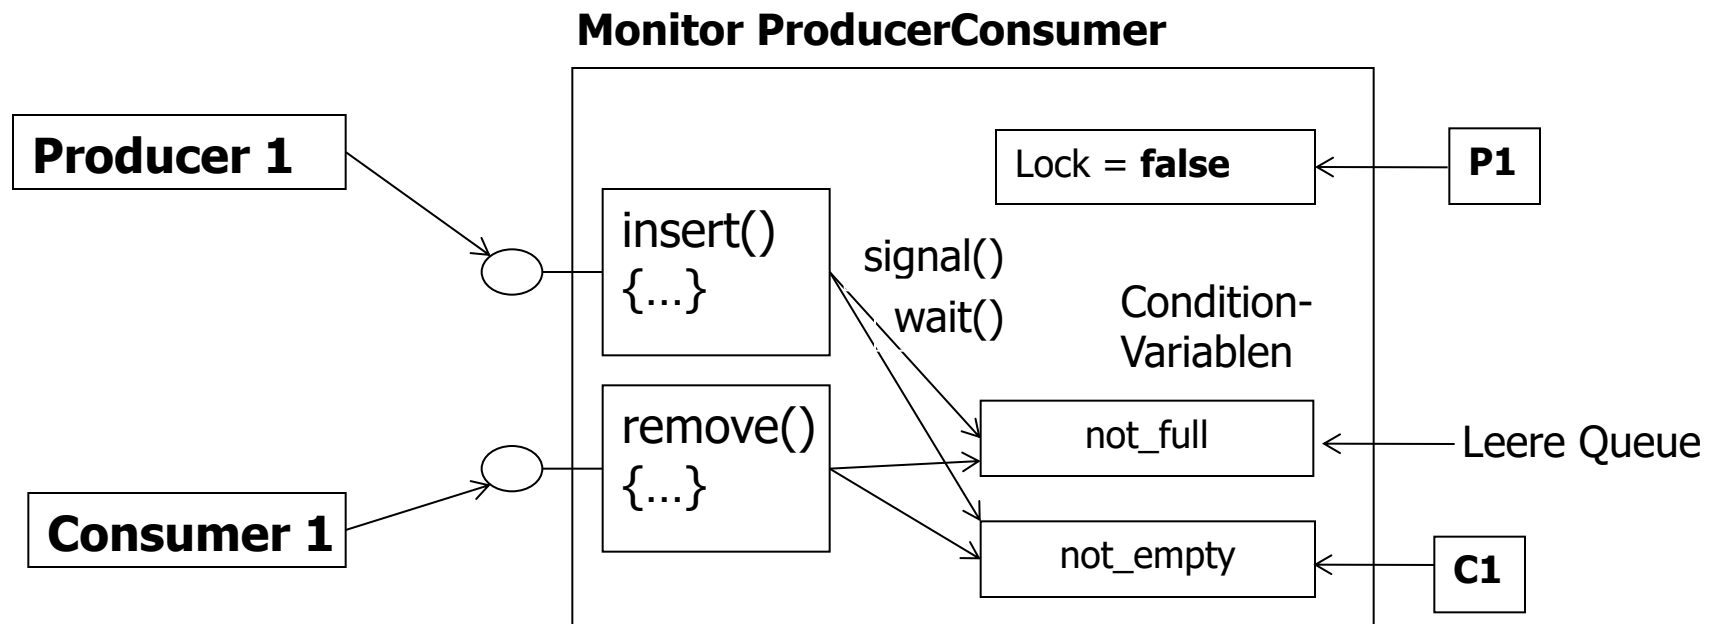 Monitor ProducerConsumer
Producer 1
Lock = false
P1
insert()
{...}
signal()
wait()
Condition-
Variablen
remove()
{...}
not_full
Leere Queue
Consumer 1
not_empty
C1